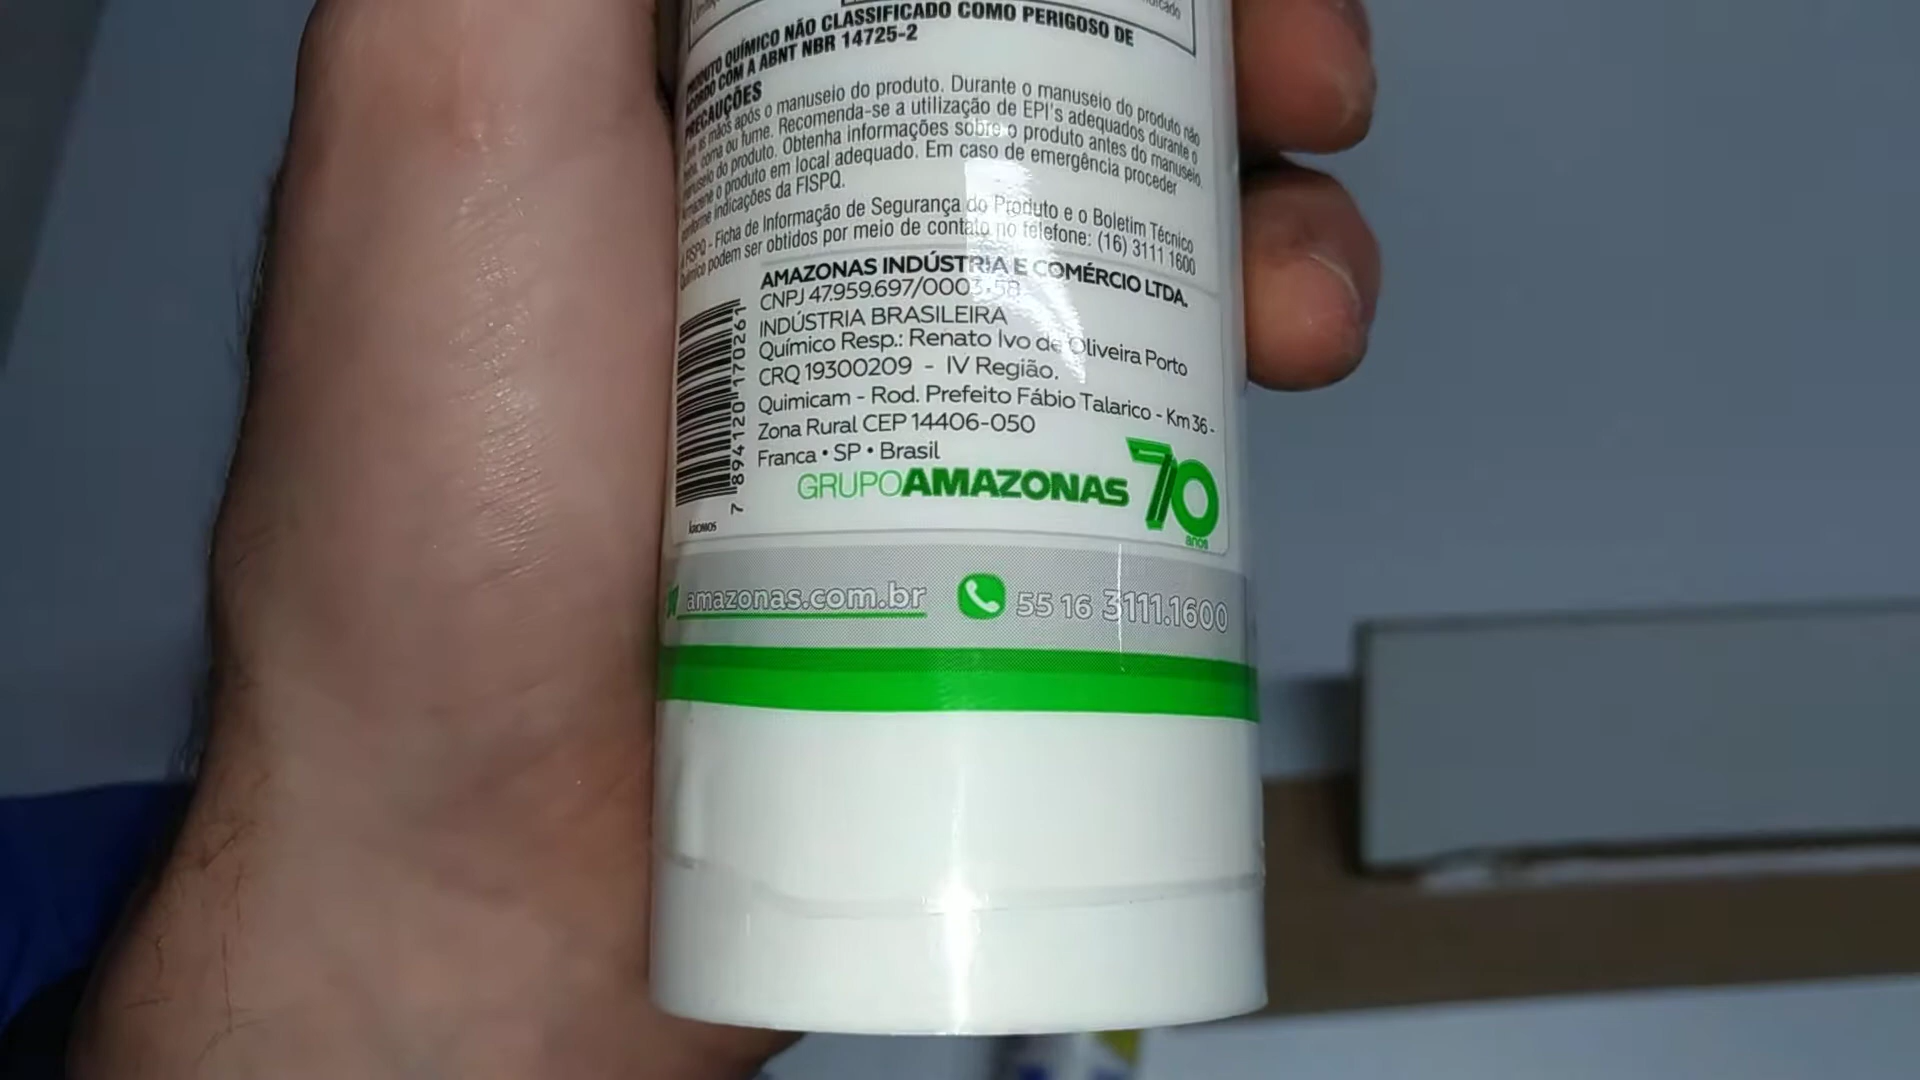 PRODUTO QUÍMICO NÃO CLASSIFICADO COMO PERIGOSO DE
ACORDO COM A ABNT NBR 14725-2
PRECAUÇÕES
Lave as mãos após o manuseio do produto. Durante o manuseio do produto não
beba, coma ou fume. Recomenda-se a utilização de EPI's adequados durante o
manuseio do produto. Obtenha informações sobre o produto antes do manuseio.
Armazene o produto em local adequado. Em caso de emergência proceder
conforme indicações da FISPQ.
A FISPQ - Ficha de Informação de Segurança do Produto e o Boletim Técnico
Químico podem ser obtidos por meio de contato no telefone: (16) 3111 1600
AMAZONAS INDÚSTRIA E COMÉRCIO LTDA.
CNPJ 47.959.697/0003-58
INDÚSTRIA BRASILEIRA
Químico Resp.: Renato Ivo de Oliveira Porto
CRQ 19300209 - IV Região.
Quimicam - Rod. Prefeito Fábio Talarico - Km 36 -
Zona Rural CEP 14406-050
Franca • SP • Brasil
7 894120 170261
GRUPOAMAZONAS 70
anos
amazonas.com.br 55 16 3111.1600